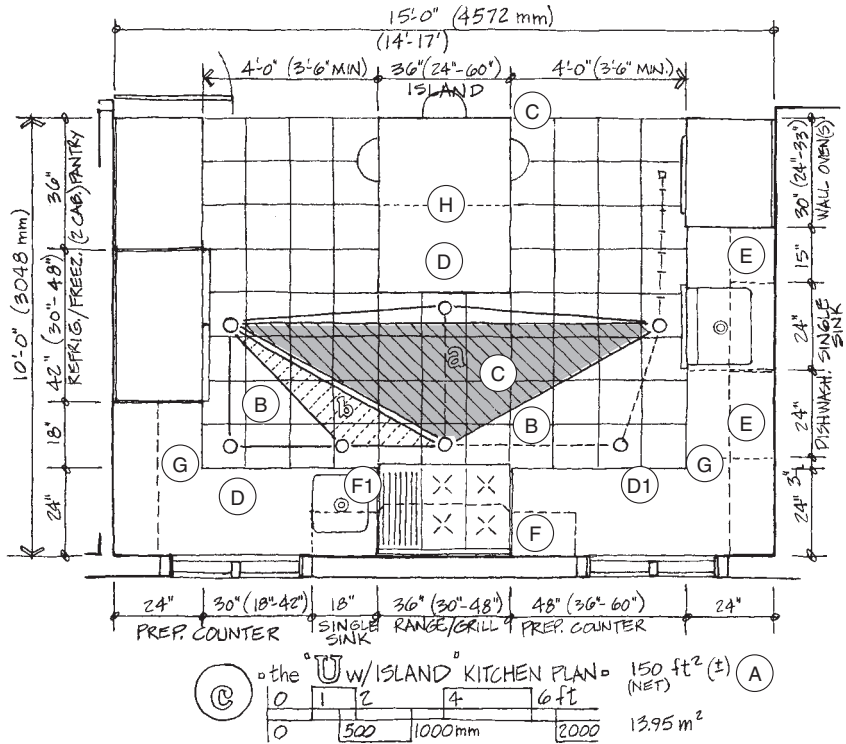 15'-0" (4572 mm)
(14'-17')
4'-0" (3'-6" MIN)
36" (24"-60")
4'-0" (3'-6" MIN.)
ISLAND
C
10'-0" (3048 mm)
36"
(2 CAB.) PANTRY
42" (30"-48")
REFRIG./FREEZ.
18"
24"
H
D
a
C
b
B
B
G
D
F1
D1
G
F
E
E
30" (24"-33")
WALL OVEN(S)
15"
24"
SINGLE SINK
24"
DISHWASH.
3"
24"
24"
30" (18"-42")
18"
36" (30"-48")
48" (36"-60")
24"
PREP. COUNTER
SINGLE SINK
RANGE/GRILL
PREP. COUNTER
C
the "U W/ISLAND" KITCHEN PLAN
150 ft² (±)
(NET)
A
0 1 2 4 6 ft
0 500 1000mm 2000
13.95 m²